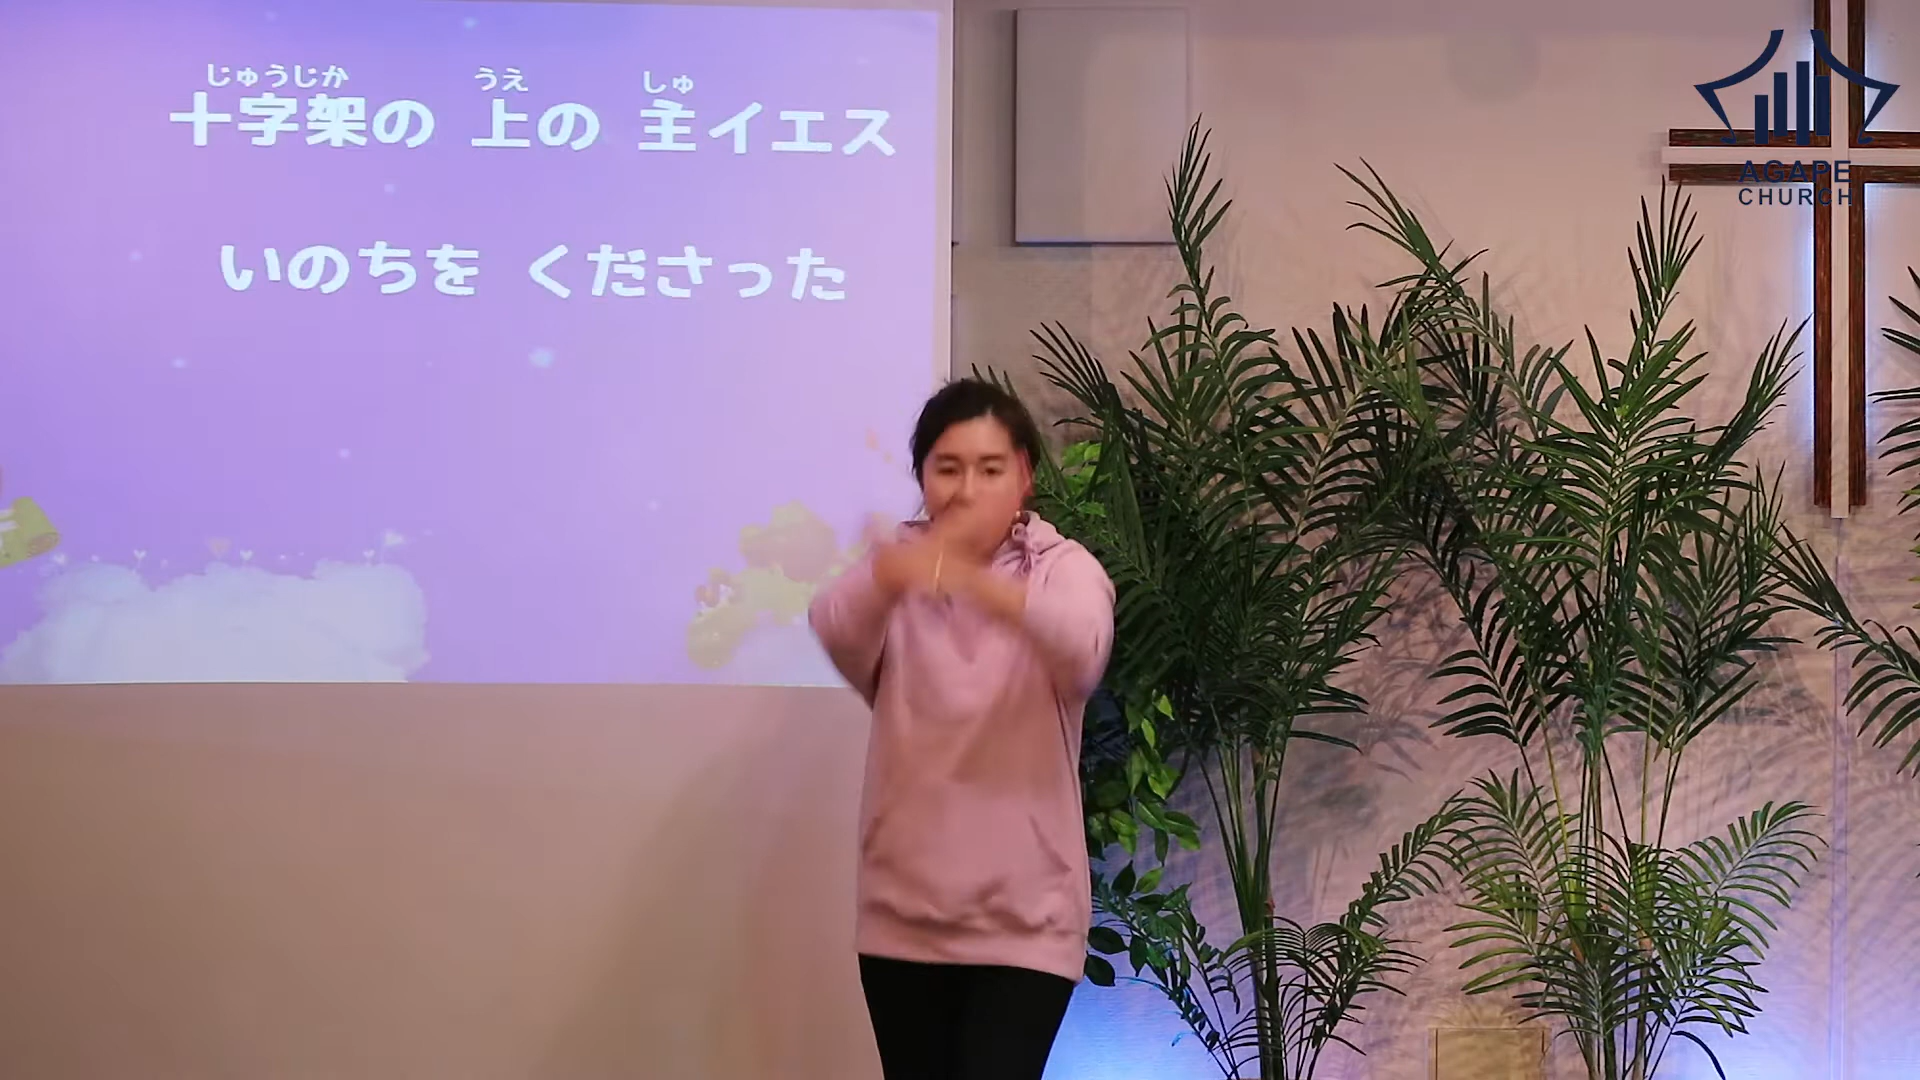 じゅうじか うえ しゅ
十字架の 上の 主イエス
いのちを くださった
AGAPE
CHURCH